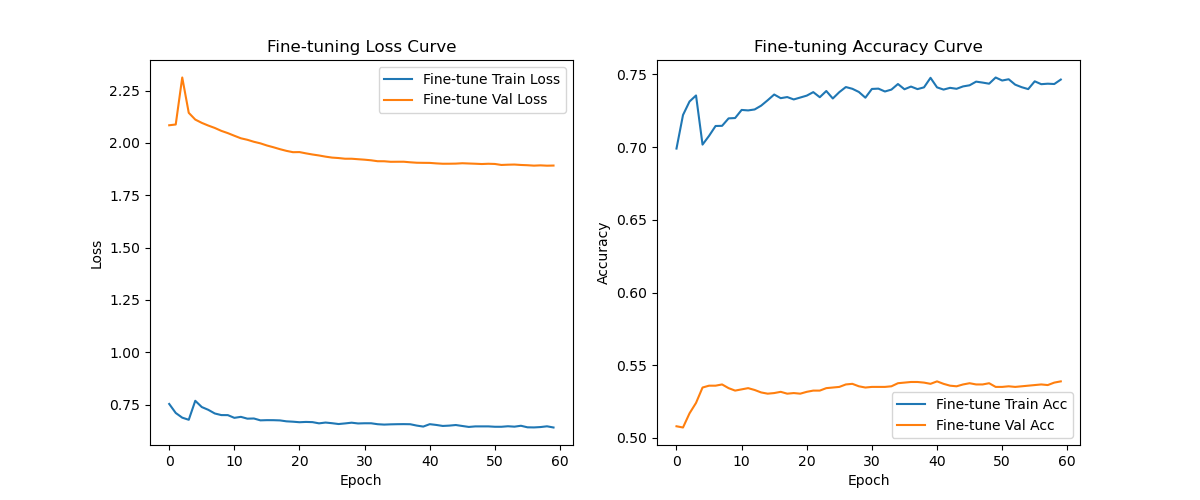 Fine-tuning Loss Curve
Fine-tune Train Loss
Fine-tune Val Loss
2.25
2.00
1.75
1.50
1.25
1.00
0.75
Loss
0 10 20 30 40 50 60
Epoch
Fine-tuning Accuracy Curve
0.75
0.70
0.65
0.60
0.55
0.50
Accuracy
Fine-tune Train Acc
Fine-tune Val Acc
0 10 20 30 40 50 60
Epoch